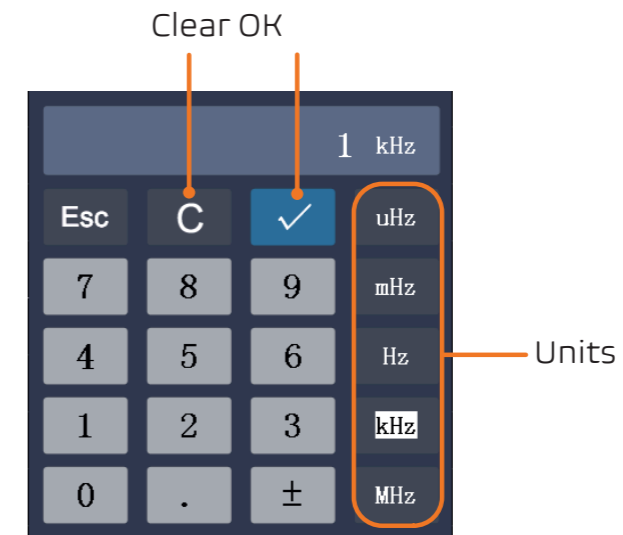 Clear OK
1 kHz
Esc C ✓ uHz
7 8 9 mHz
4 5 6 Hz
Units
1 2 3 kHz
0 . ± MHz